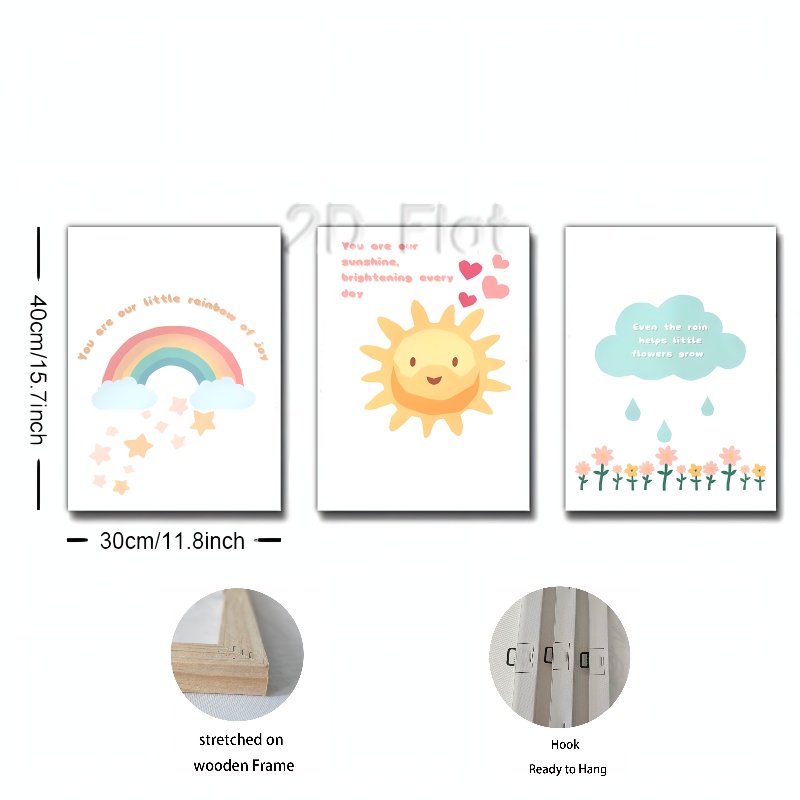 2D Flat
You are our little rainbow of joy
You are our
sunshine,
brightening every
day
Even the rain
helps little
flowers grow
40cm/15.7inch
30cm/11.8inch
stretched on
wooden Frame
Hook
Ready to Hang